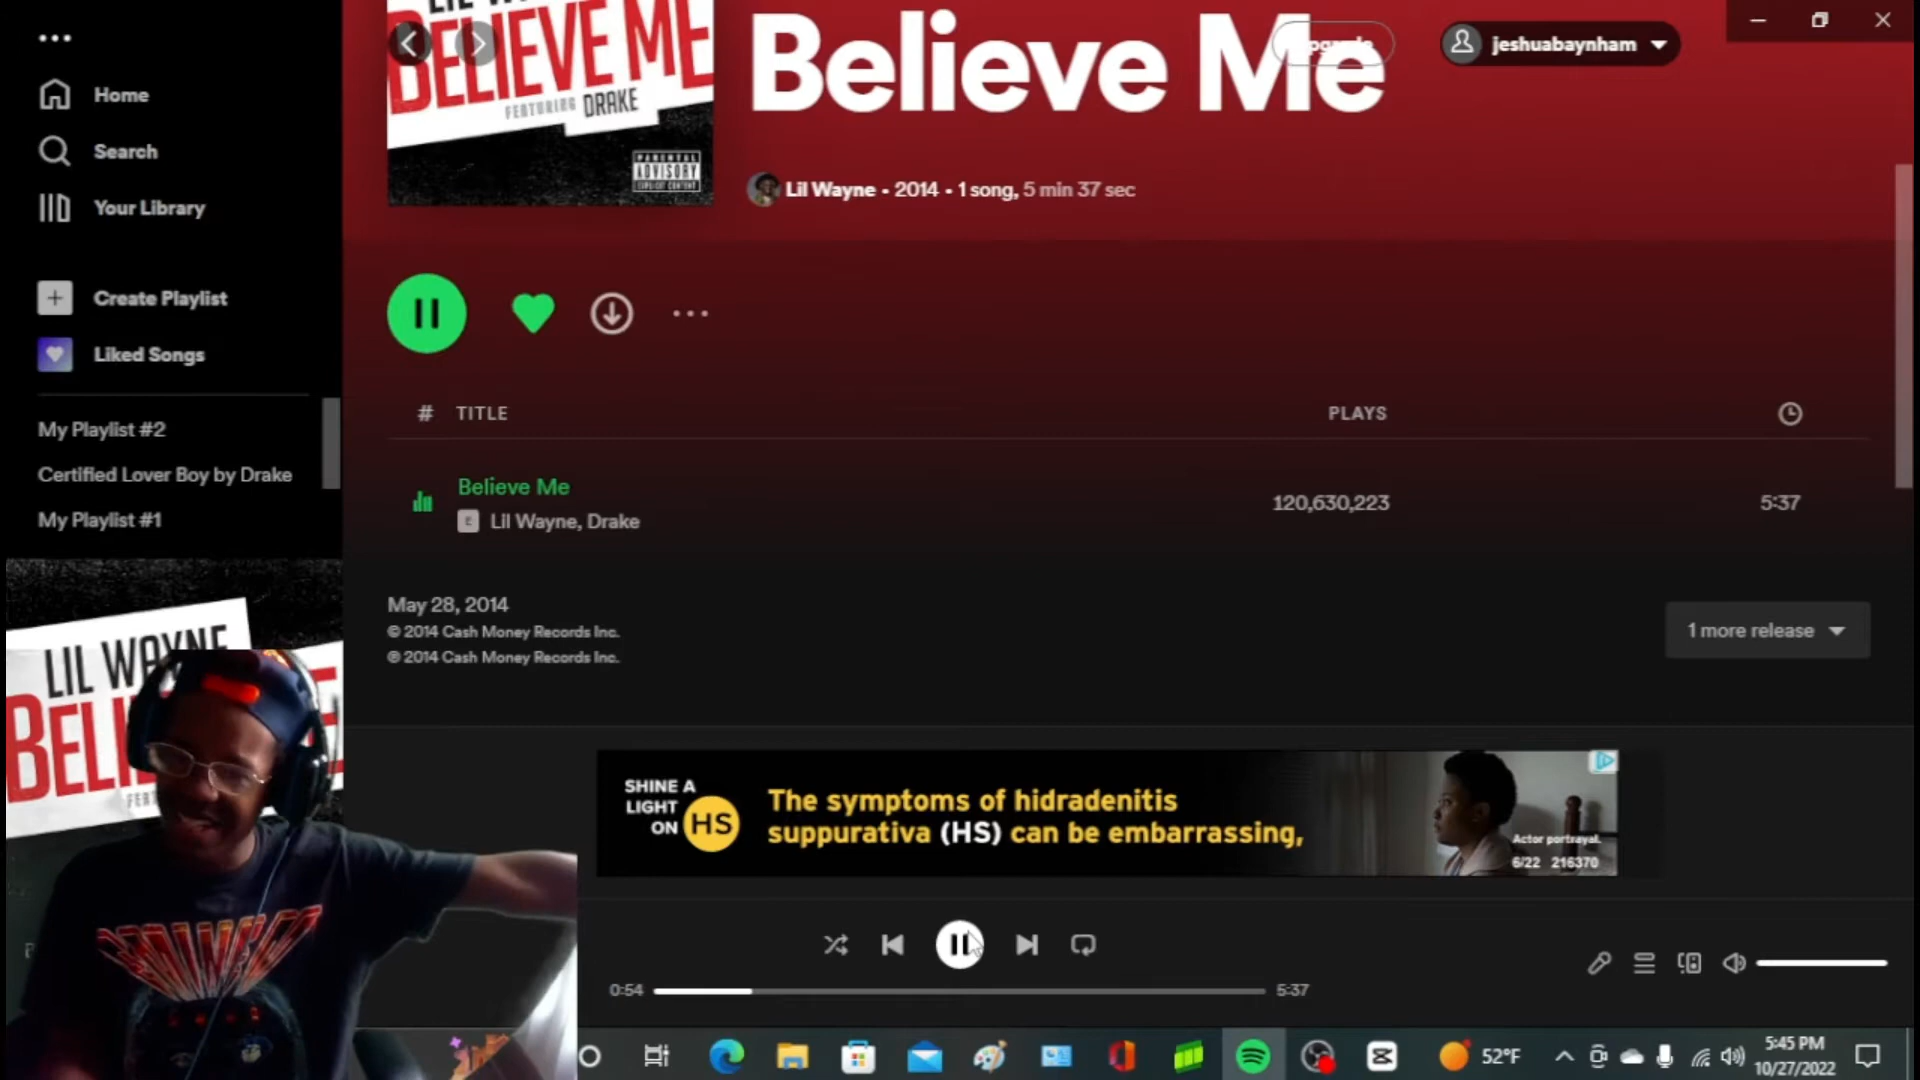 BELIEVE ME
FEATURING DRAKE
PARENTAL
ADVISORY
EXPLICIT CONTENT
Believe Me
jeshuabaynham
Lil Wayne • 2014 • 1 song, 5 min 37 sec
Home
Search
Your Library
Create Playlist
Liked Songs
My Playlist #2
Certified Lover Boy by Drake
My Playlist #1
# TITLE PLAYS
Believe Me 120,630,223 5:37
E Lil Wayne, Drake
May 28, 2014
© 2014 Cash Money Records Inc.
℗ 2014 Cash Money Records Inc.
1 more release
LIL WAYNE
SHINE A
LIGHT
ON HS
The symptoms of hidradenitis
suppurativa (HS) can be embarrassing,
Actor portrayal.
6/22 216370
0:54 5:37
52°F
5:45 PM
10/27/2022